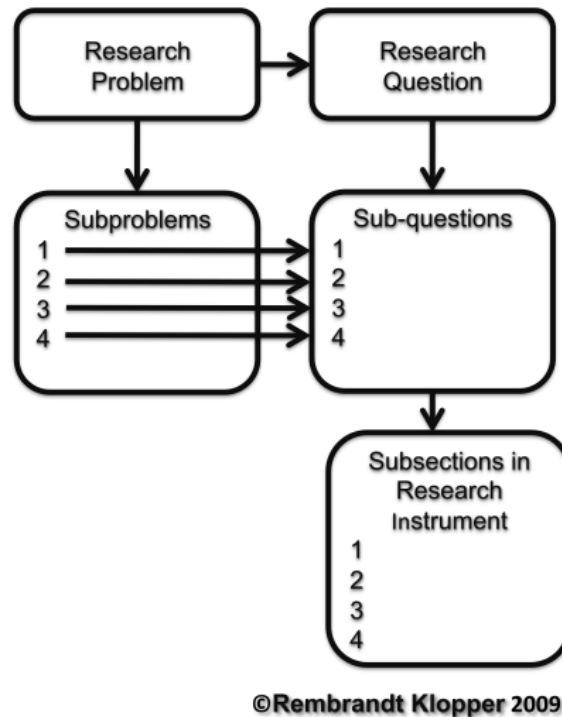 Research
Problem
Research
Question
Subproblems
1
2
3
4
Sub-questions
1
2
3
4
Subsections in
Research
Instrument
1
2
3
4
©Rembrandt Klopper 2009